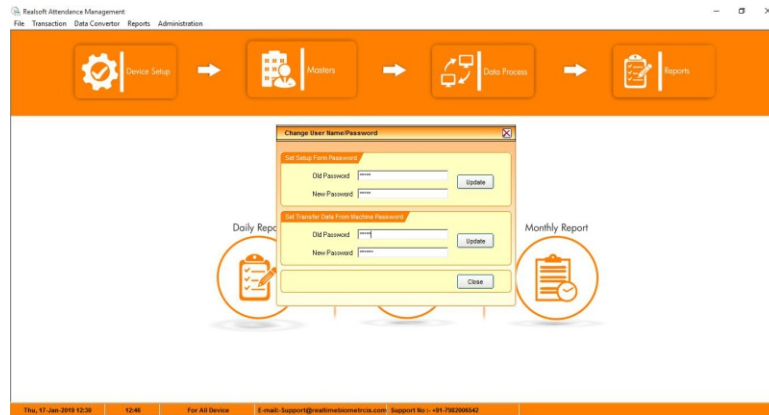 Realsoft Attendence Management
File Transaction Data Convertor Reports Administration
Device Setup
Masters
Data Process
Reports
Change User Name/Password
Set Setup Form Password
Old Password *****
Update
New Password *****
Set Transfer Data From Machine Password
Old Password *****
Update
New Password ******
Close
Daily Repo
Monthly Report
Thu, 17-Jan-2019 12:38 12:46 For All Device E-mail:-Support@realtimebiometrcis.com Support No :- +91-7982006542